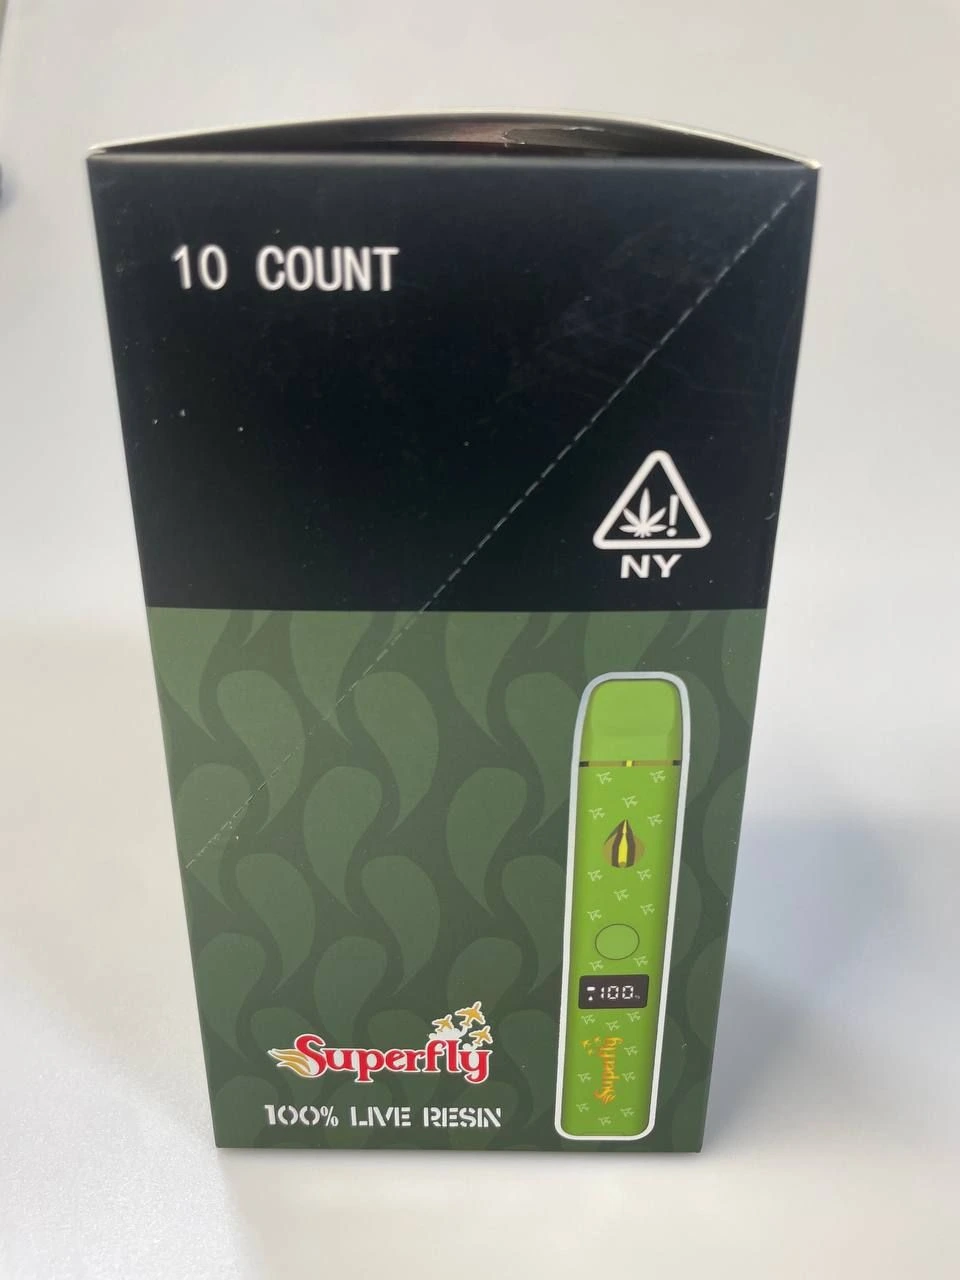 10 COUNT
NY
100%
Superfly
Superfly
100% LIVE RESIN